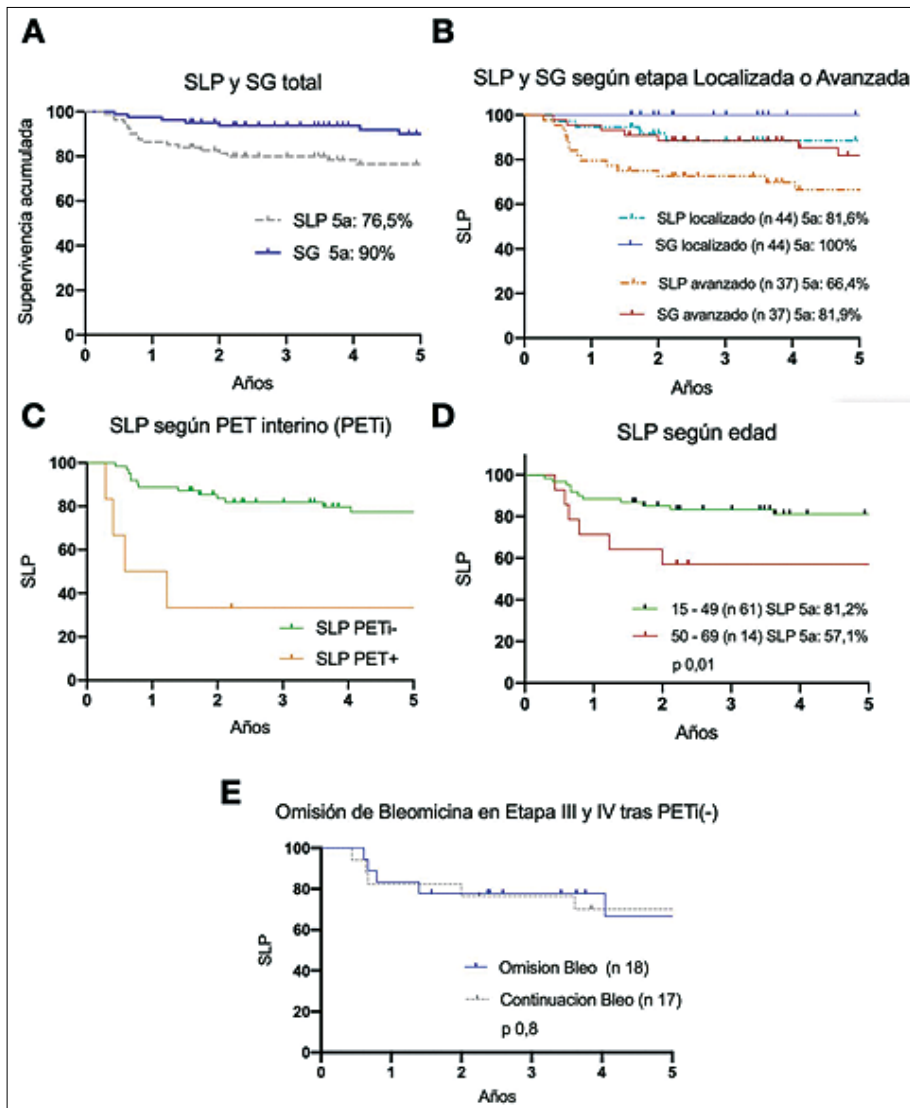 A
SLP y SG total
Supervivencia acumulada
100
80
60
40
20
0
SLP 5a: 76,5%
SG 5a: 90%
0 1 2 3 4 5
Años
B
SLP y SG según etapa Localizada o Avanzada
SLP
100
80
60
40
20
0
SLP localizado (n 44) 5a: 81,6%
SG localizado (n 44) 5a: 100%
SLP avanzado (n 37) 5a: 66,4%
SG avanzado (n 37) 5a: 81,9%
0 1 2 3 4 5
Años
C
SLP según PET interino (PETi)
SLP
100
80
60
40
20
0
SLP PETi-
SLP PET+
0 1 2 3 4 5
Años
D
SLP según edad
SLP
100
80
60
40
20
0
15 - 49 (n 61) SLP 5a: 81,2%
50 - 69 (n 14) SLP 5a: 57,1%
p 0,01
0 1 2 3 4 5
Años
E
Omisión de Bleomicina en Etapa III y IV tras PETi(-)
SLP
100
80
60
40
20
0
Omision Bleo (n 18)
Continuacion Bleo (n 17)
p 0,8
0 1 2 3 4 5
Años